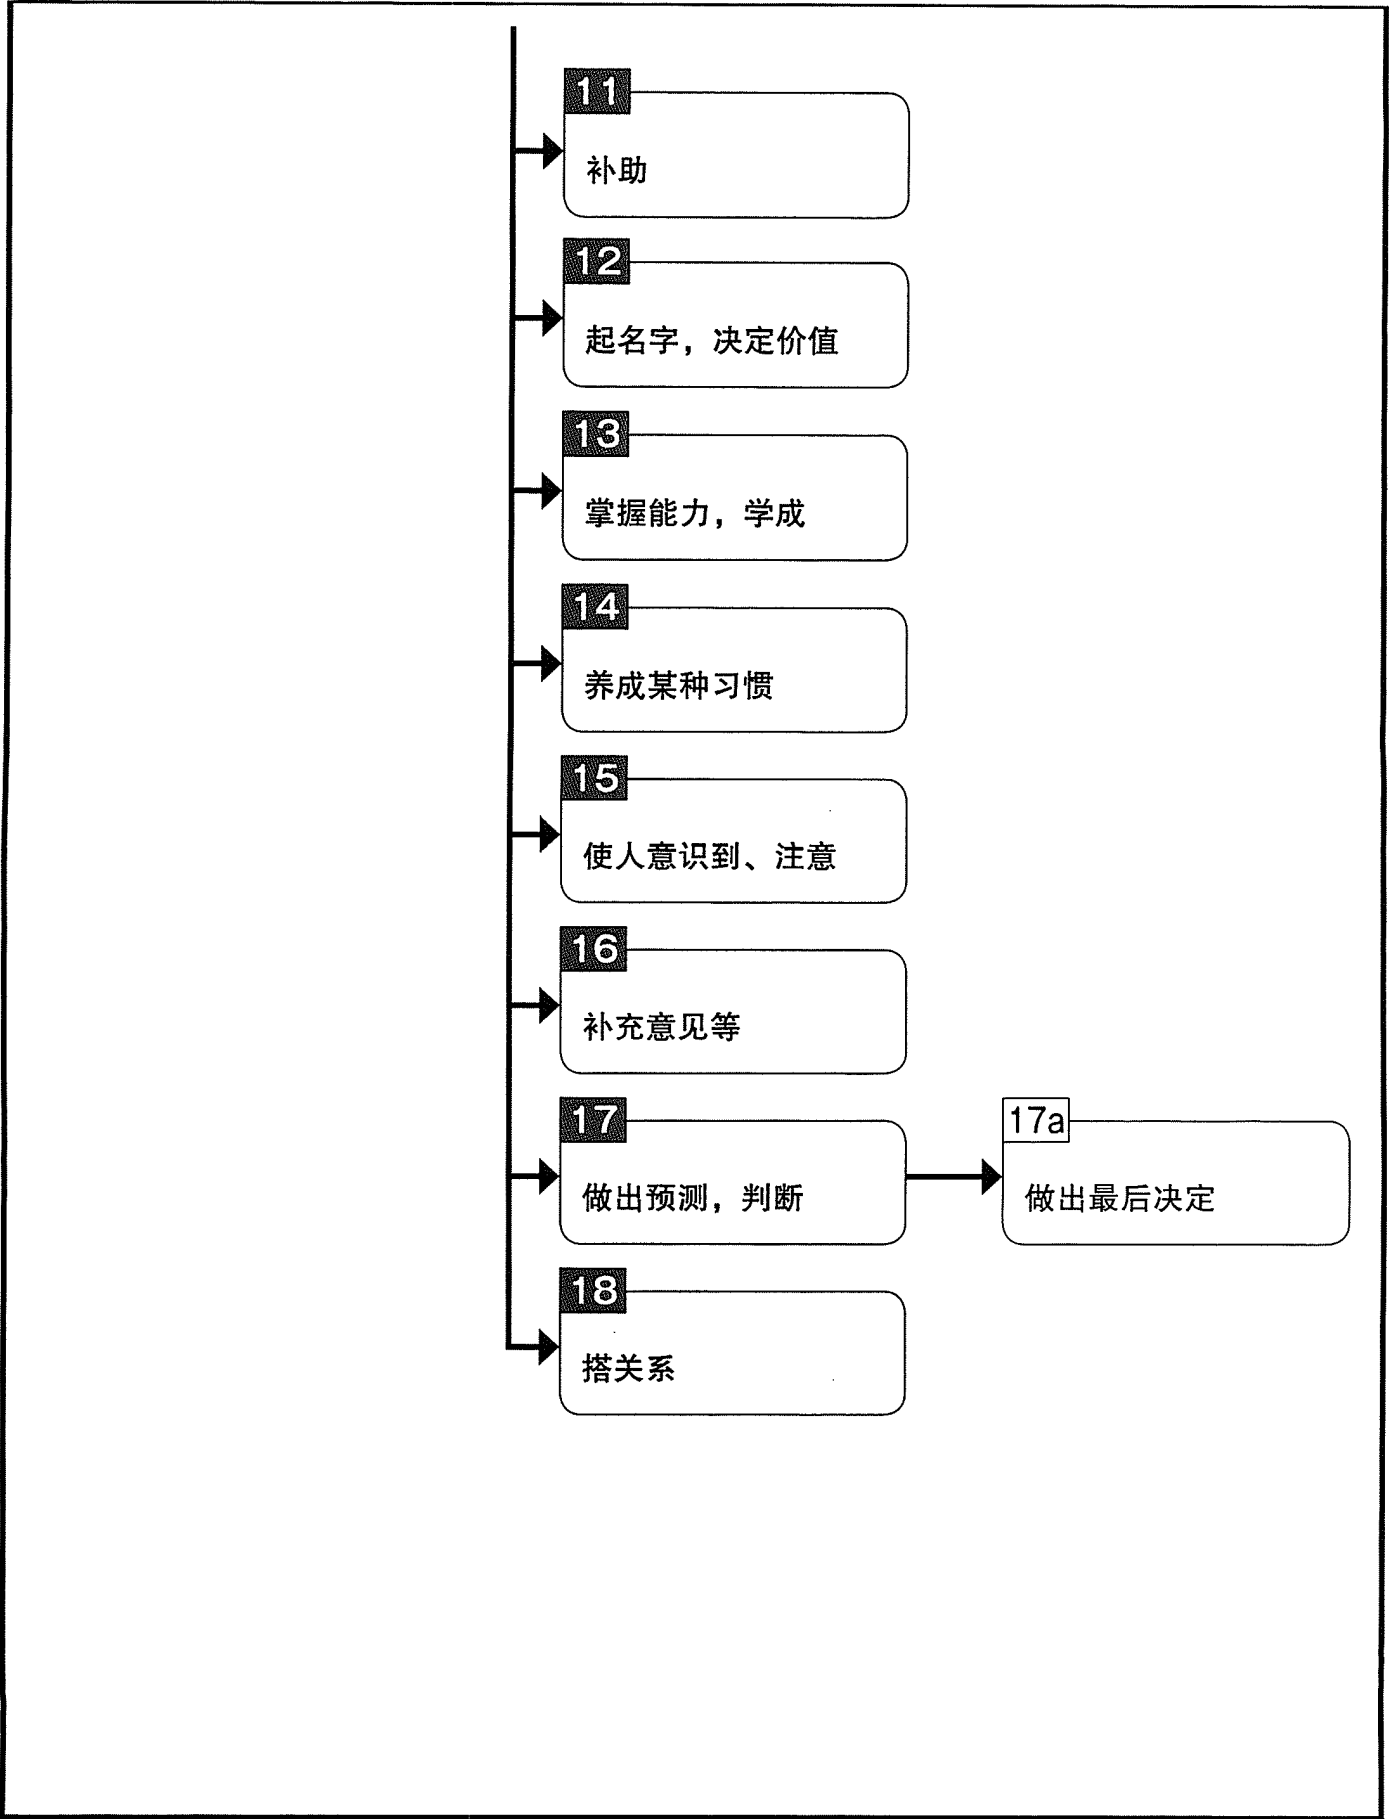 11
补助
12
起名字，决定价值
13
掌握能力，学成
14
养成某种习惯
15
使人意识到、注意
16
补充意见等
17
做出预测，判断
17a
做出最后决定
18
搭关系